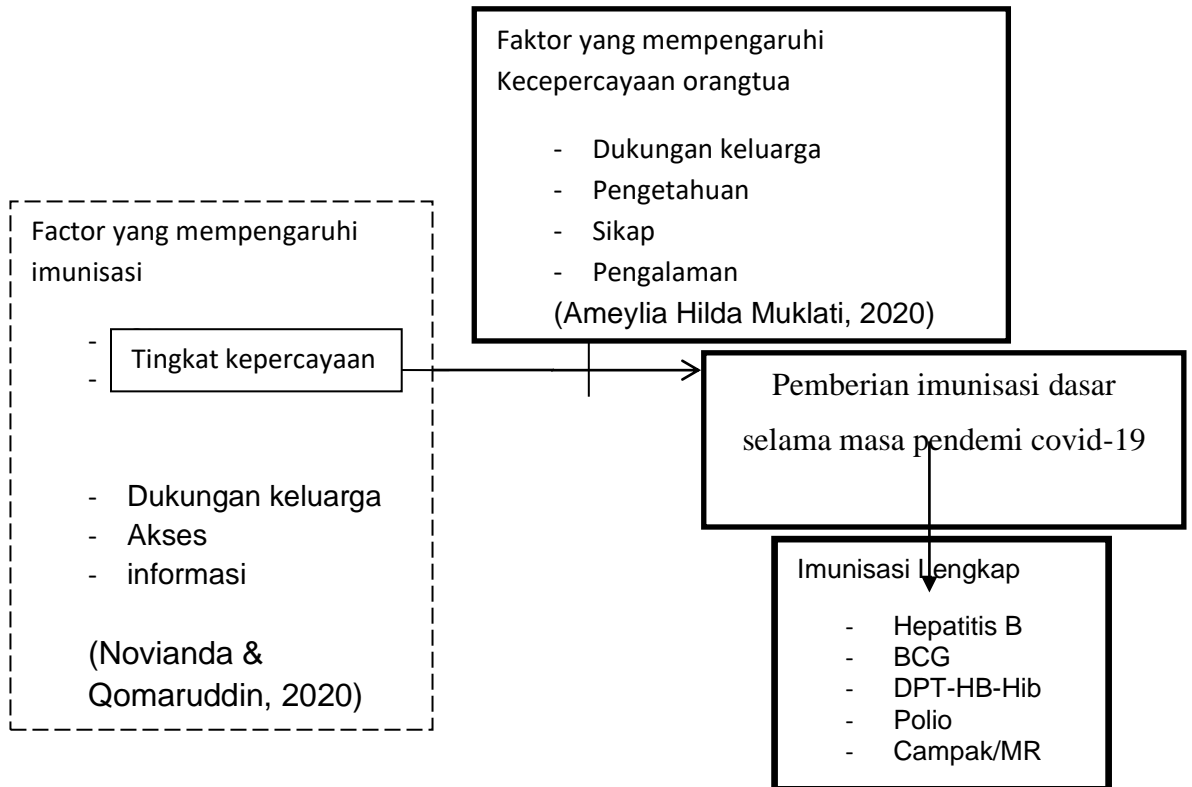 Faktor yang mempengaruhi
Kecepercayaan orangtua
- Dukungan keluarga
- Pengetahuan
- Sikap
- Pengalaman
(Ameylia Hilda Muklati, 2020)
Factor yang mempengaruhi
imunisasi
-
Tingkat kepercayaan
-
- Dukungan keluarga
- Akses
- informasi
(Novianda &
Qomaruddin, 2020)
Pemberian imunisasi dasar
selama masa pendemi covid-19
Imunisasi Lengkap
- Hepatitis B
- BCG
- DPT-HB-Hib
- Polio
- Campak/MR